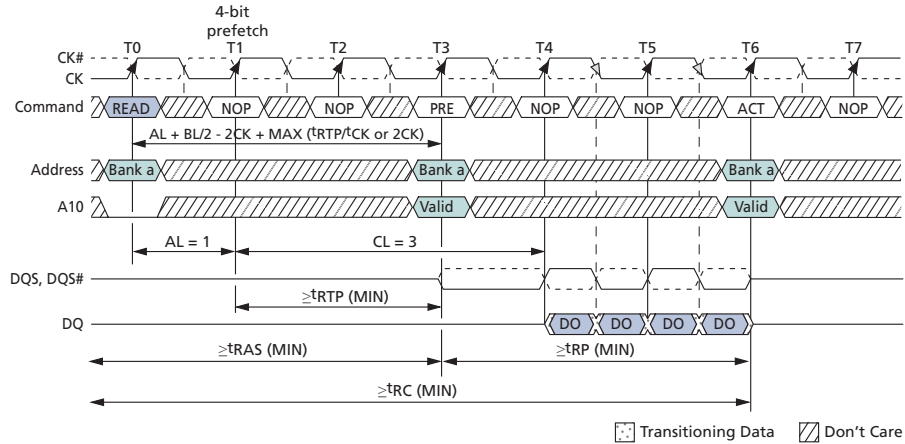 4-bit
prefetch
T0 T1 T2 T3 T4 T5 T6 T7
CK#
CK
Command READ NOP NOP PRE NOP NOP ACT NOP
AL + BL/2 - 2CK + MAX (tRTP/tCK or 2CK)
Address Bank a Bank a Bank a
A10 Valid Valid
AL = 1 CL = 3
DQS, DQS#
≥tRTP (MIN)
DQ DO DO DO DO
≥tRAS (MIN) ≥tRP (MIN)
≥tRC (MIN)
Transitioning Data Don't Care